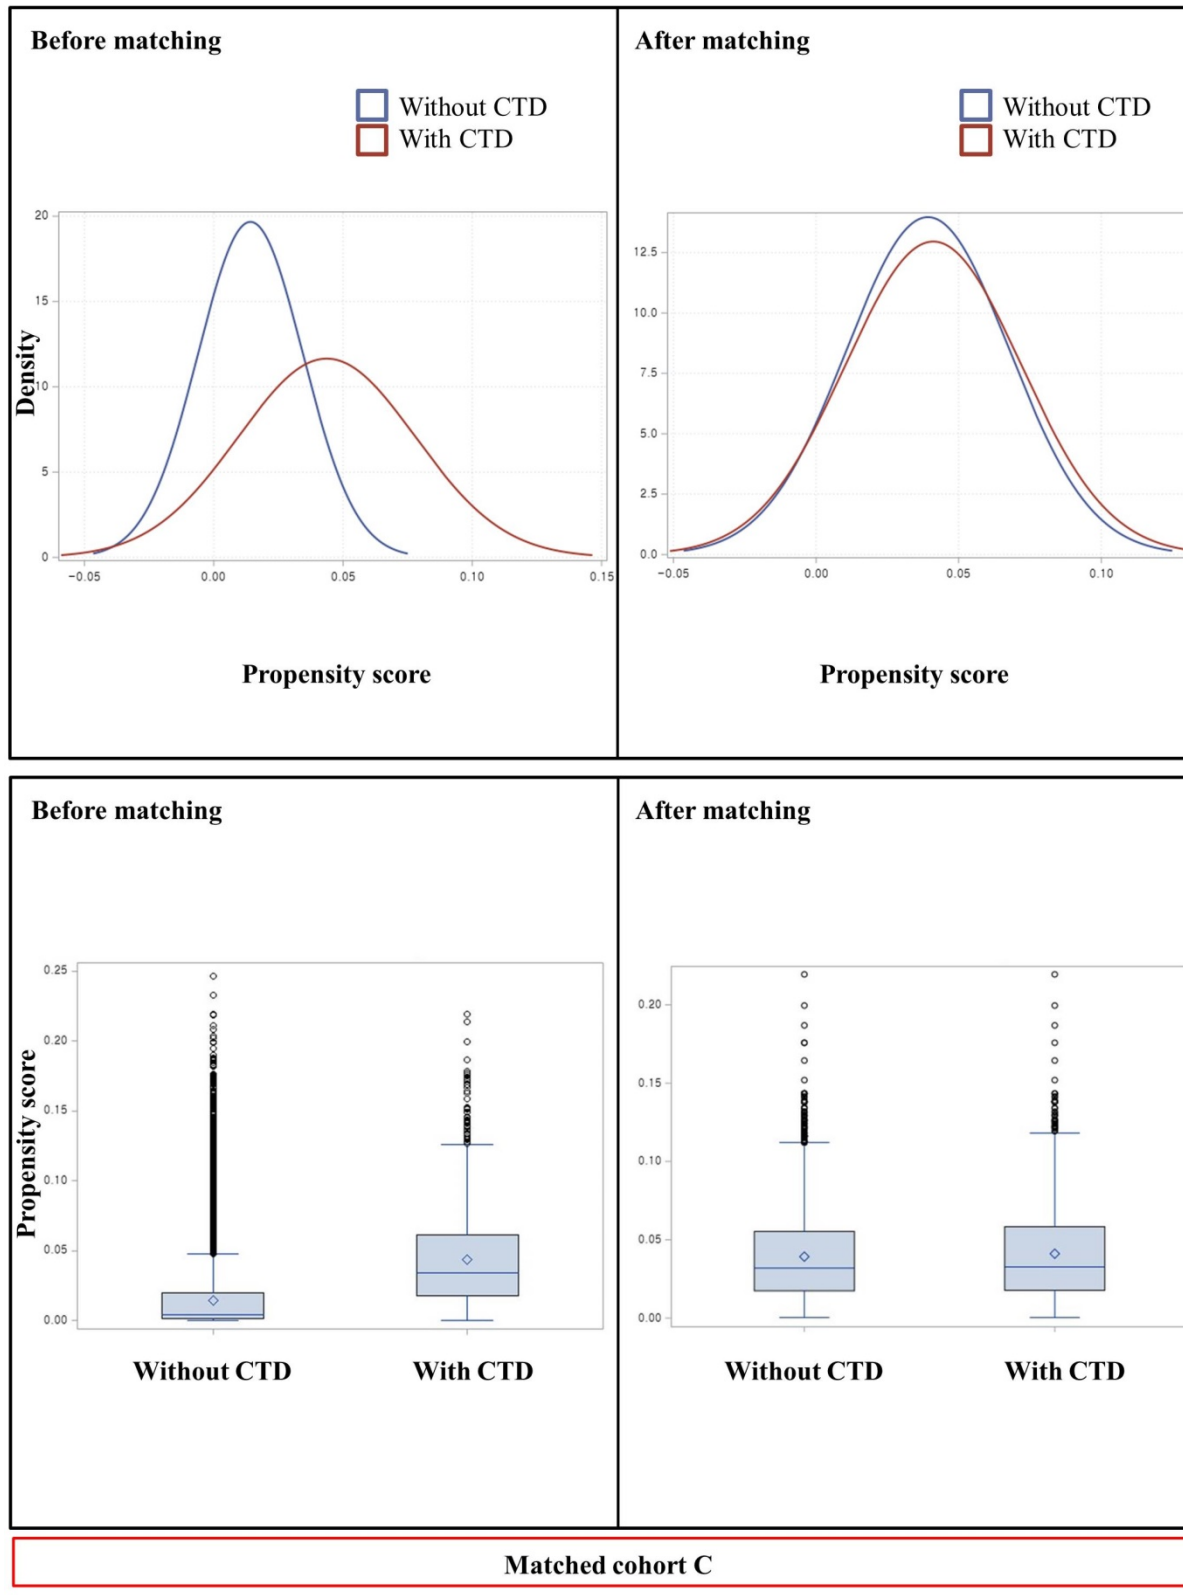 Before matching
After matching
Without CTD
With CTD
Without CTD
With CTD
Density
20
15
10
5
0
−0.05
0.00
0.05
0.10
0.15
Propensity score
12.5
10.0
7.5
5.0
2.5
0.0
−0.05
0.00
0.05
0.10
Propensity score
Before matching
After matching
Propensity score
0.25
0.20
0.15
0.10
0.05
0.00
Without CTD
With CTD
0.20
0.15
0.10
0.05
0.00
Without CTD
With CTD
Matched cohort C